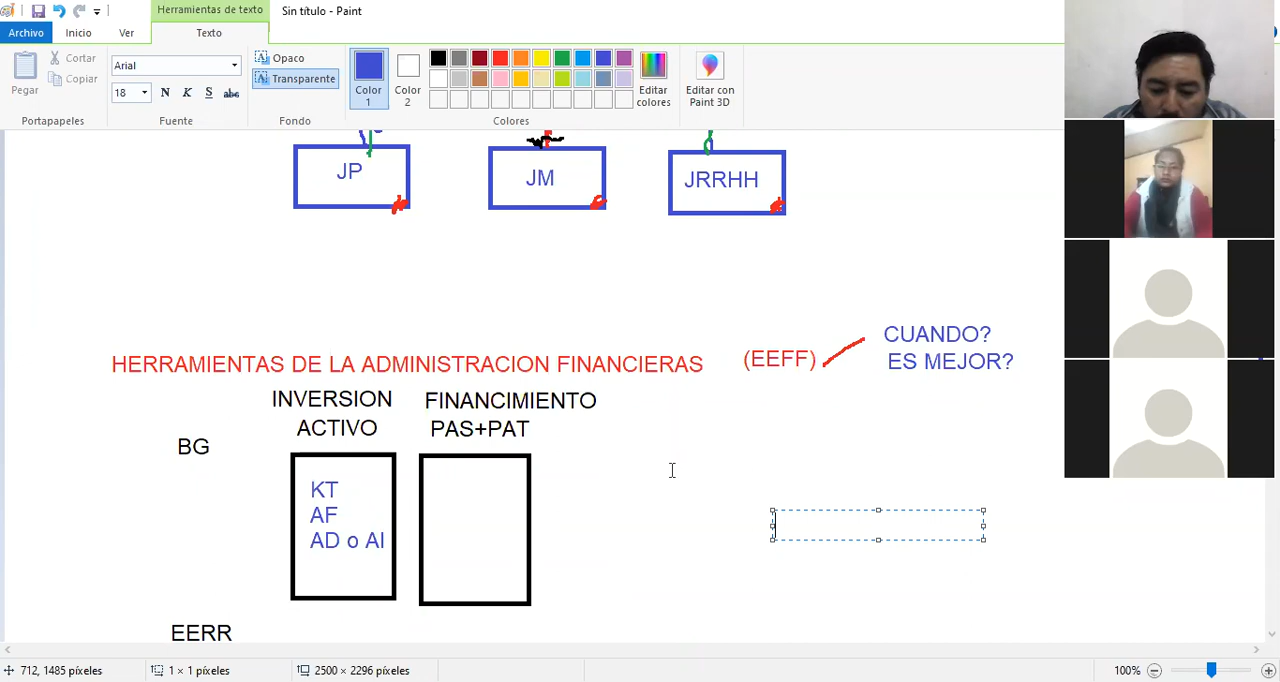 Herramientas de texto
Sin título - Paint
Archivo
Inicio
Ver
Texto
Pegar
Cortar
Copiar
Portapapeles
Arial
18
N K S abc
Fuente
Opaco
Transparente
Fondo
Color
1
Color
2
Editar
colores
Colores
Editar con
Paint 3D
JP
JM
JRRHH
HERRAMIENTAS DE LA ADMINISTRACION FINANCIERAS
(EEFF)
CUANDO?
ES MEJOR?
INVERSION
ACTIVO
FINANCIMIENTO
PAS+PAT
BG
KT
AF
AD o AI
EERR
712, 1485 píxeles
1 × 1 píxeles
2500 × 2296 píxeles
100%